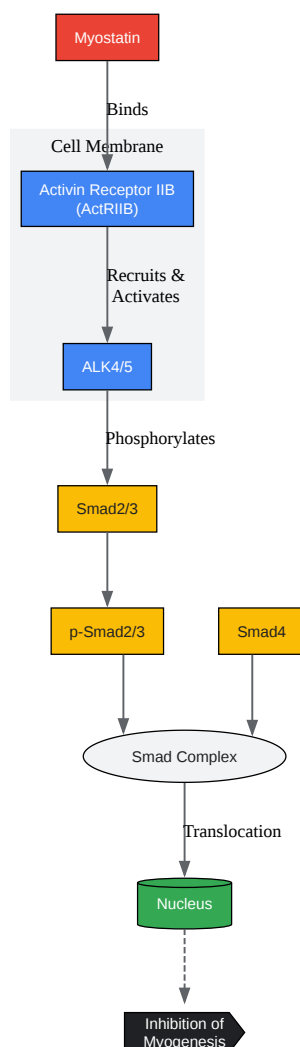 Myostatin
Binds
Cell Membrane
Activin Receptor IIB
(ActRIIB)
Recruits &
Activates
ALK4/5
Phosphorylates
Smad2/3
p-Smad2/3
Smad4
Smad Complex
Translocation
Nucleus
Inhibition of
Myogenesis